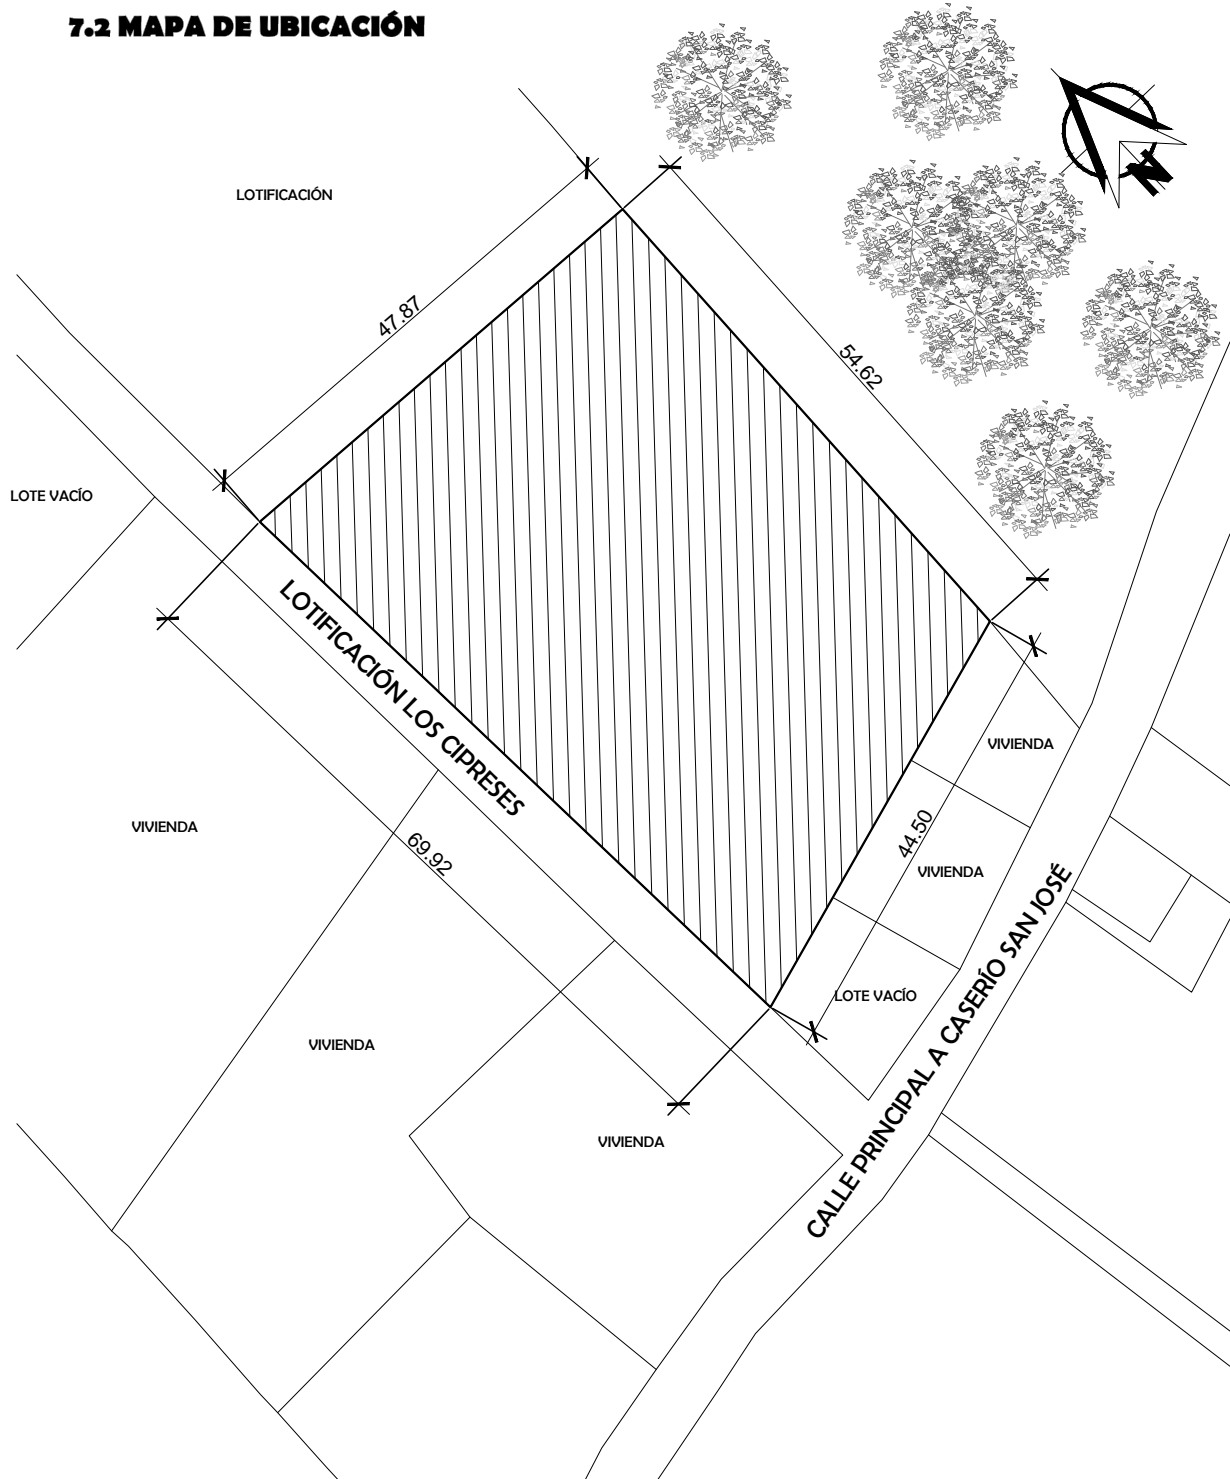 7.2 MAPA DE UBICACIÓN
N
LOTIFICACIÓN
47.87
54.62
LOTE VACÍO
LOTIFICACIÓN LOS CIPRESES
VIVIENDA
VIVIENDA
69.92
44.50
VIVIENDA
LOTE VACÍO
CALLE PRINCIPAL A CASERÍO SAN JOSÉ
VIVIENDA
VIVIENDA